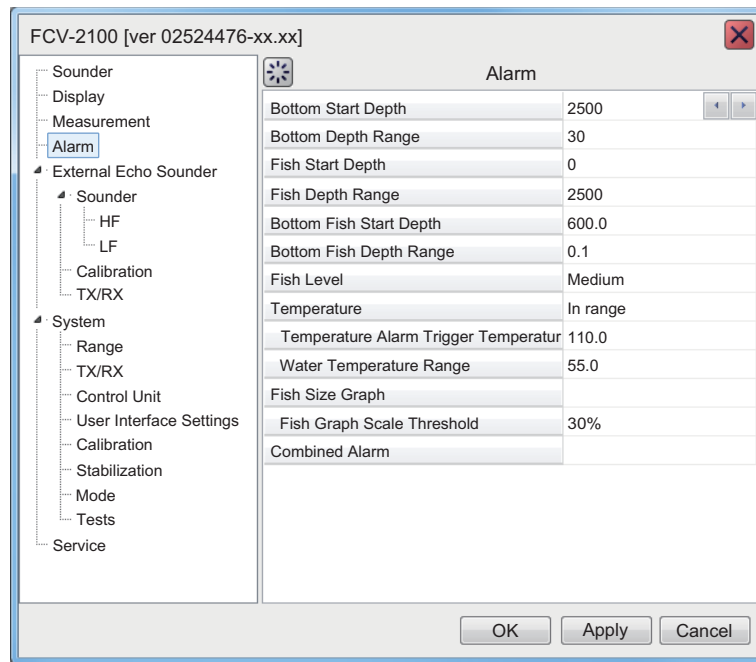 FCV-2100 [ver 02524476-xx.xx]
Sounder
Display
Measurement
Alarm
External Echo Sounder
Sounder
HF
LF
Calibration
TX/RX
System
Range
TX/RX
Control Unit
User Interface Settings
Calibration
Stabilization
Mode
Tests
Service
Alarm
Bottom Start Depth 2500
Bottom Depth Range 30
Fish Start Depth 0
Fish Depth Range 2500
Bottom Fish Start Depth 600.0
Bottom Fish Depth Range 0.1
Fish Level Medium
Temperature In range
Temperature Alarm Trigger Temperatur 110.0
Water Temperature Range 55.0
Fish Size Graph
Fish Graph Scale Threshold 30%
Combined Alarm
OK Apply Cancel